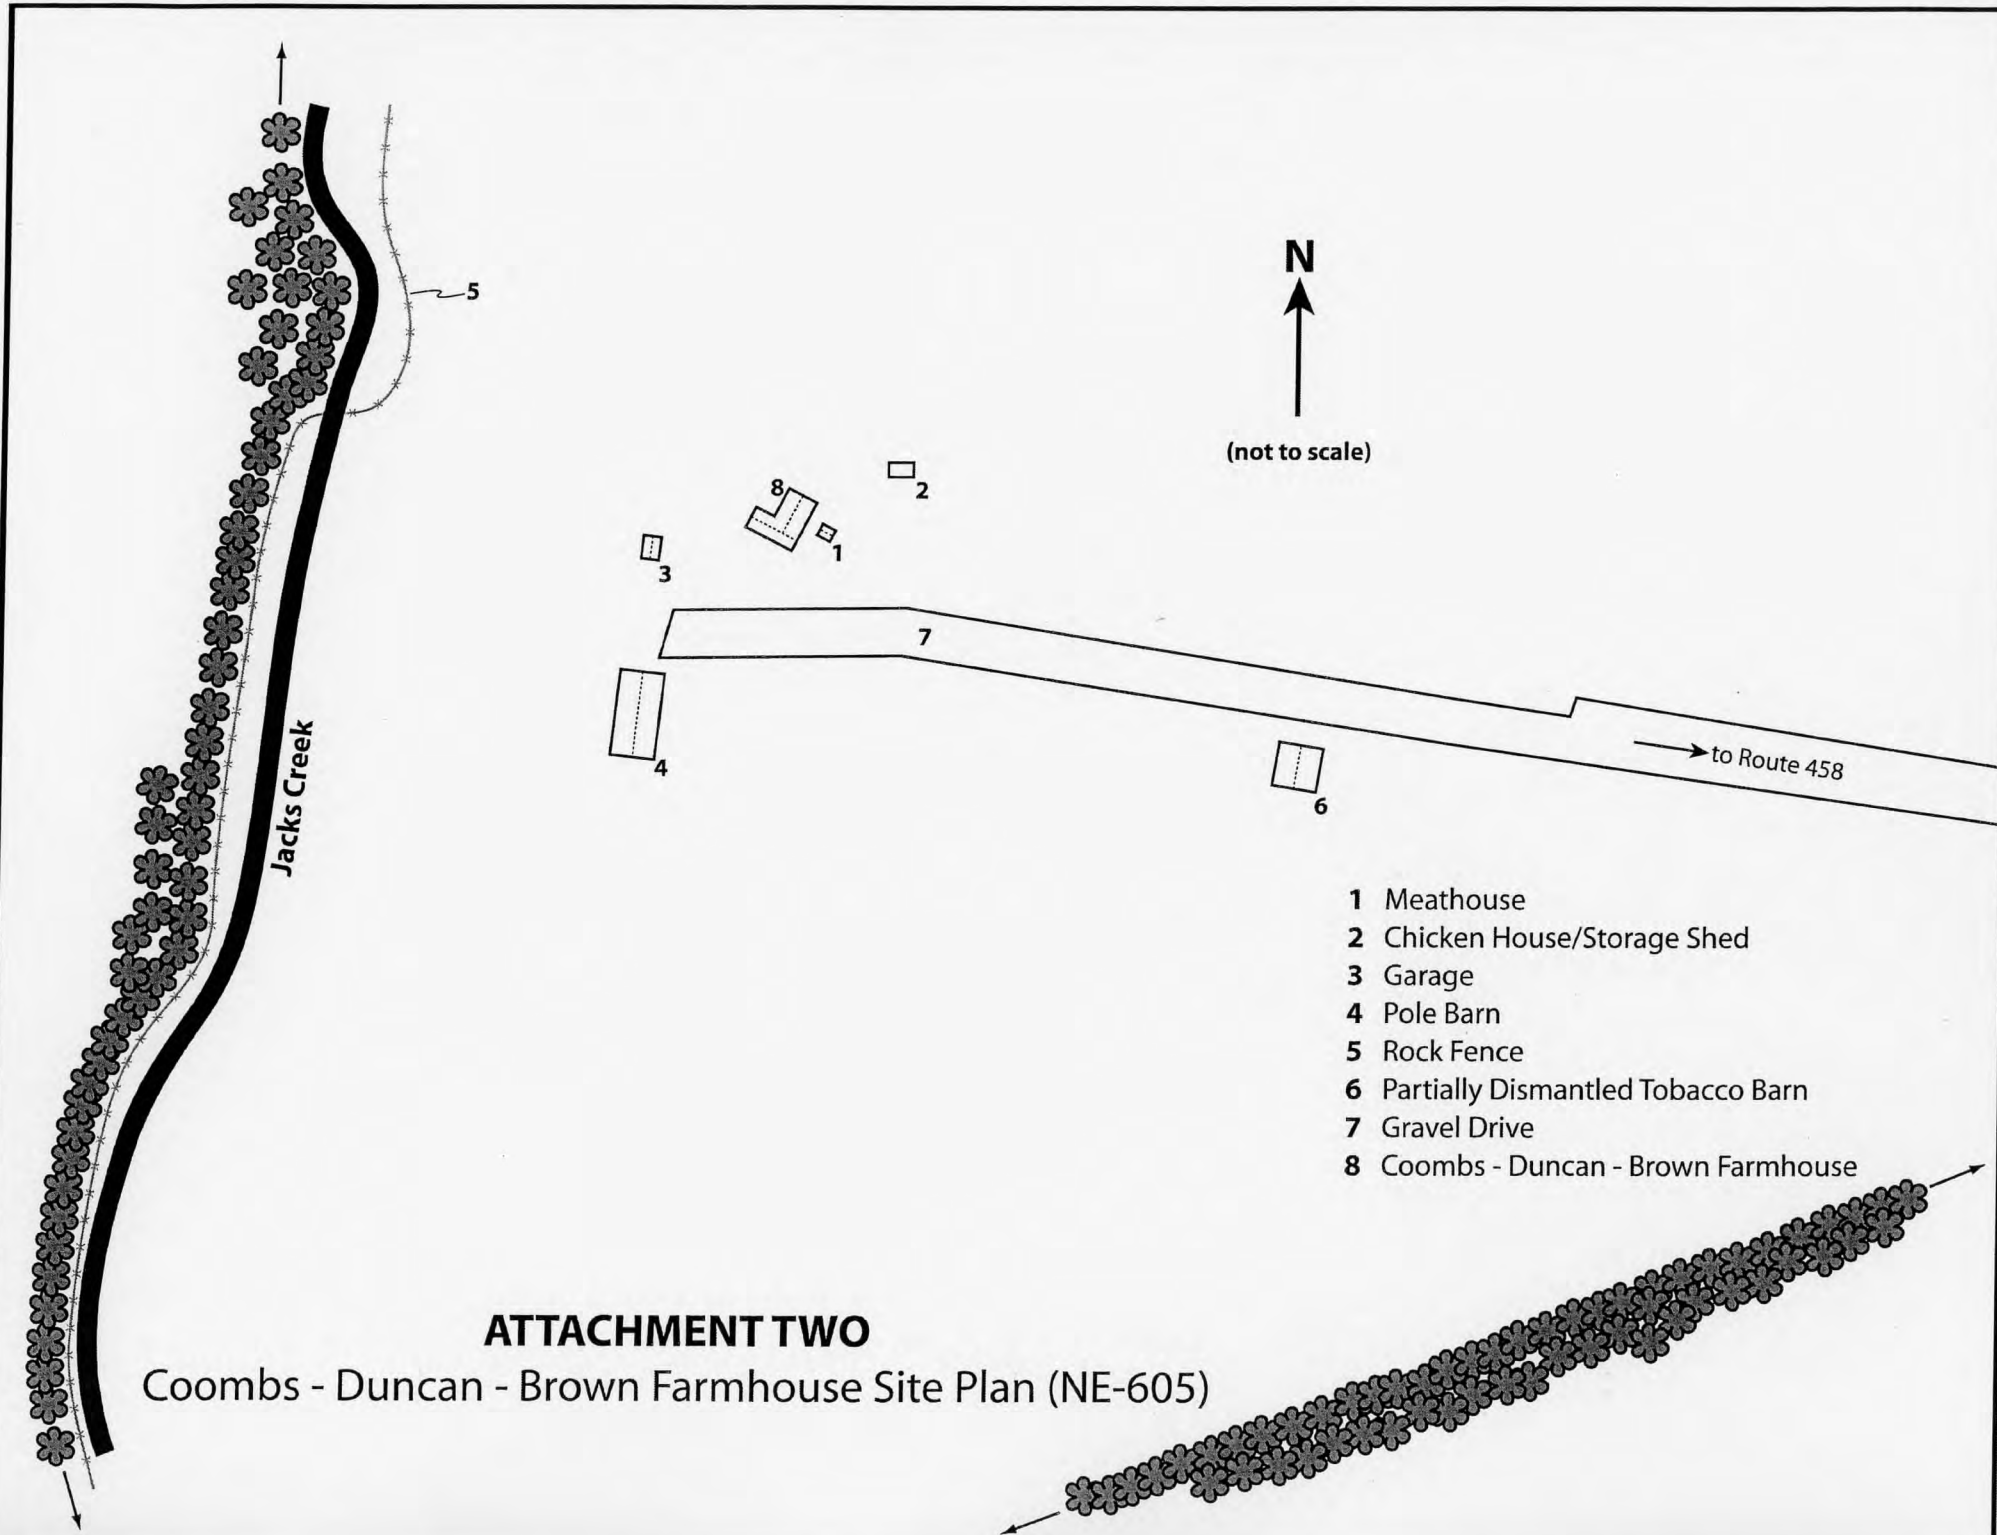 N
(not to scale)
5
8
2
1
3
7
4
6
to Route 458
Jacks Creek
1 Meathouse
2 Chicken House/Storage Shed
3 Garage
4 Pole Barn
5 Rock Fence
6 Partially Dismantled Tobacco Barn
7 Gravel Drive
8 Coombs - Duncan - Brown Farmhouse
ATTACHMENT TWO
Coombs - Duncan - Brown Farmhouse Site Plan (NE-605)